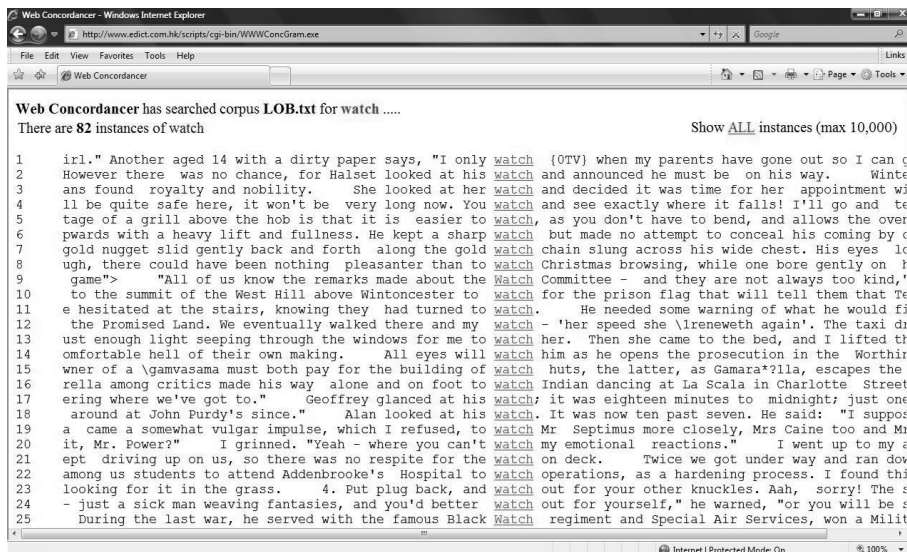 Web Concordancer - Windows Internet Explorer
http://www.edict.com.hk/scripts/cgi-bin/WWWConcGram.exe
Google
File Edit View Favorites Tools Help
Links
Web Concordancer
Page
Tools
Web Concordancer has searched corpus LOB.txt for watch .....
There are 82 instances of watch
Show ALL instances (max 10,000)
1 irl." Another aged 14 with a dirty paper says, "I only watch {0TV} when my parents have gone out so I can g
2 However there was no chance, for Halset looked at his watch and announced he must be on his way. Winte
3 ans found royalty and nobility. She looked at her watch and decided it was time for her appointment wi
4 ll be quite safe here, it won't be very long now. You watch and see exactly where it falls! I'll go and te
5 tage of a grill above the hob is that it is easier to watch, as you don't have to bend, and allows the over
6 pwards with a heavy lift and fullness. He kept a sharp watch but made no attempt to conceal his coming by c
7 gold nugget slid gently back and forth along the gold watch chain slung across his wide chest. His eyes lo
8 ugh, there could have been nothing pleasanter than to watch Christmas browsing, while one bore gently on h
9 game"> "All of us know the remarks made about the Watch Committee - and they are not always too kind,'
10 to the summit of the West Hill above Wintoncester to watch for the prison flag that will tell them that Te
11 e hesitated at the stairs, knowing they had turned to watch. He needed some warning of what he would fi
12 the Promised Land. We eventually walked there and my watch - 'her speed she \1reneweth again'. The taxi dr
13 ust enough light seeping through the windows for me to watch her. Then she came to the bed, and I lifted th
14 omfortable hell of their own making. All eyes will watch him as he opens the prosecution in the Worthin
15 wner of a \gamvasama must both pay for the building of watch huts, the latter, as Gamara*?11a, escapes the
16 rella among critics made his way alone and on foot to watch Indian dancing at La Scala in Charlotte Street
17 ering where we've got to." Geoffrey glanced at his watch; it was eighteen minutes to midnight; just one
18 around at John Purdy's since." Alan looked at his watch. It was now ten past seven. He said: "I suppos
19 a came a somewhat vulgar impulse, which I refused, to watch Mr Septimus more closely, Mrs Caine too and Mr
20 it, Mr. Power?" I grinned. "Yeah - where you can't watch my emotional reactions." I went up to my a
21 ept driving up on us, so there was no respite for the watch on deck. Twice we got under way and ran dow
22 among us students to attend Addenbrooke's Hospital to watch operations, as a hardening process. I found thi
23 looking for it in the grass. 4. Put plug back, and watch out for your other knuckles. Aah, sorry! The s
24 - just a sick man weaving fantasies, and you'd better watch out for yourself," he warned, "or you will be s
25 During the last war, he served with the famous Black Watch regiment and Special Air Services, won a Milit
Internet | Protected Mode: On
100%